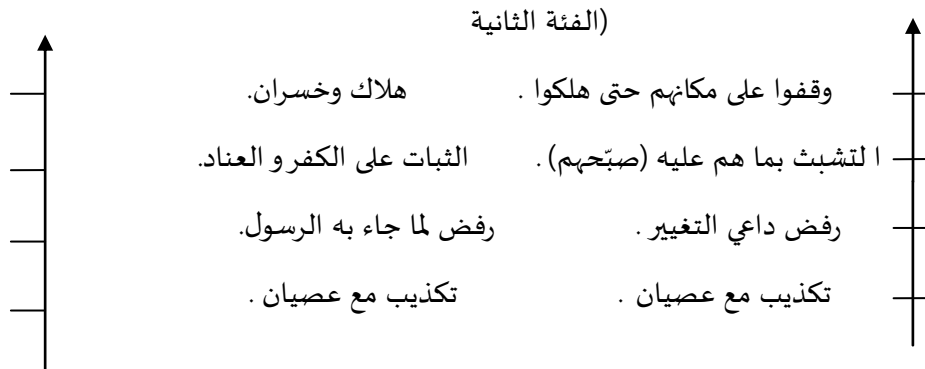 (الفئة الثانية
وقفوا على مكانهم حتى هلكوا . هلاك وخسران.
ا لتشبث بما هم عليه (صبّحهم) . الثبات على الكفر و العناد.
رفض داعي التغيير . رفض لما جاء به الرسول.
تكذيب مع عصيان . تكذيب مع عصيان .